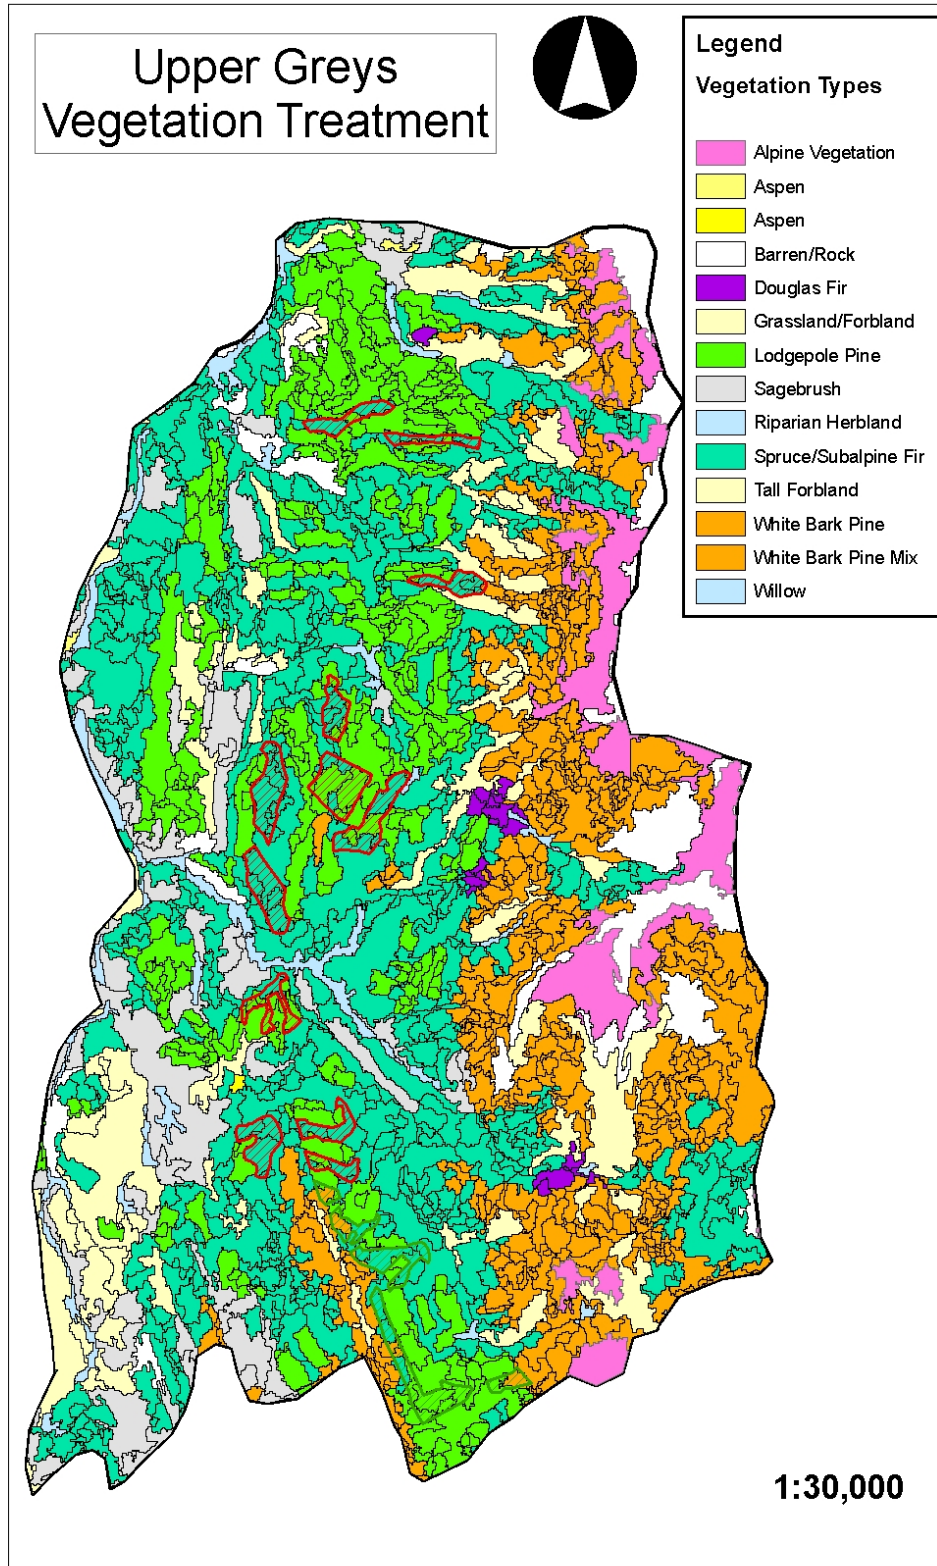 Upper Greys
Vegetation Treatment
Legend
Vegetation Types
Alpine Vegetation
Aspen
Aspen
Barren/Rock
Douglas Fir
Grassland/Forbland
Lodgepole Pine
Sagebrush
Riparian Herbland
Spruce/Subalpine Fir
Tall Forbland
White Bark Pine
White Bark Pine Mix
Willow
1:30,000